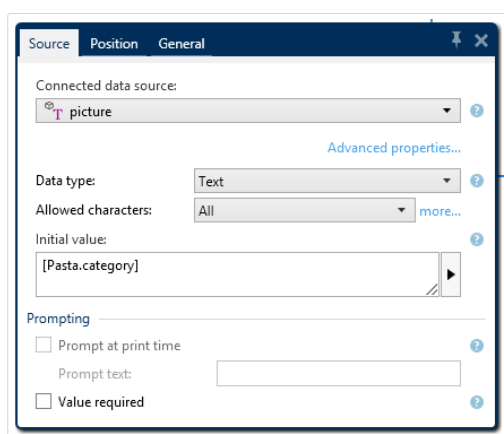 Source Position General
Connected data source:
picture
Advanced properties...
Data type: Text
Allowed characters: All more...
Initial value:
[Pasta.category]
Prompting
Prompt at print time
Prompt text:
Value required